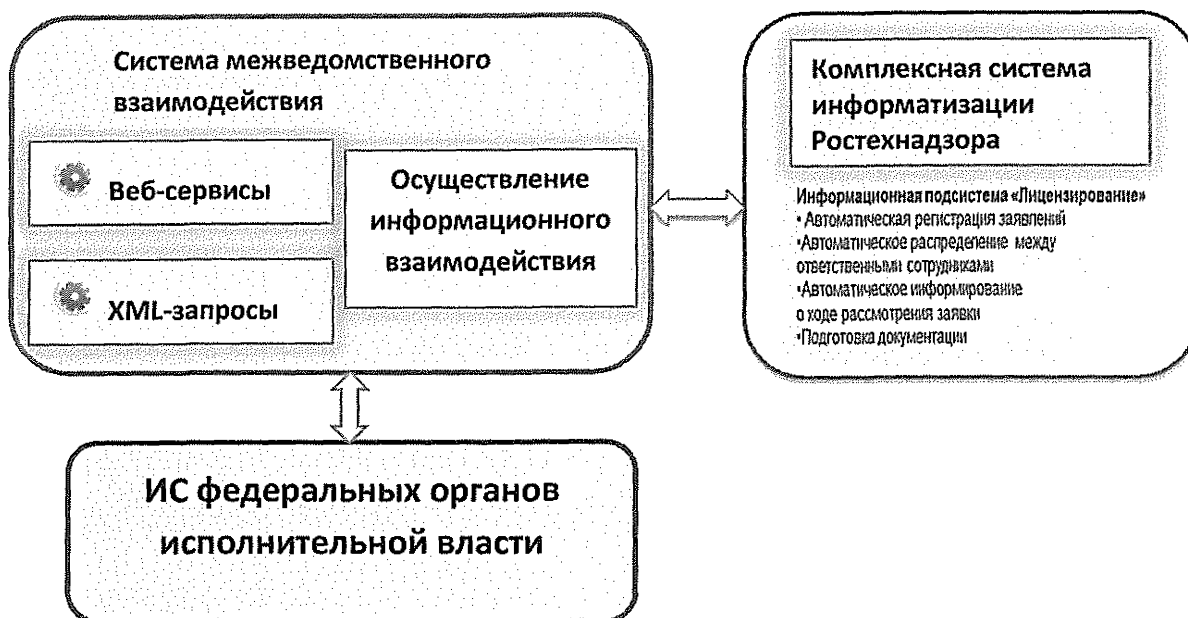 Система межведомственного
взаимодействия
Веб-сервисы
XML-запросы
Осуществление
информационного
взаимодействия
Комплексная система
информатизации
Ростехнадзора
Информационная подсистема «Лицензирование»
• Автоматическая регистрация заявлений
•Автоматическое распределение между
ответственными сотрудниками
•Автоматическое информирование
о ходе рассмотрения заявки
•Подготовка документации
ИС федеральных органов
исполнительной власти